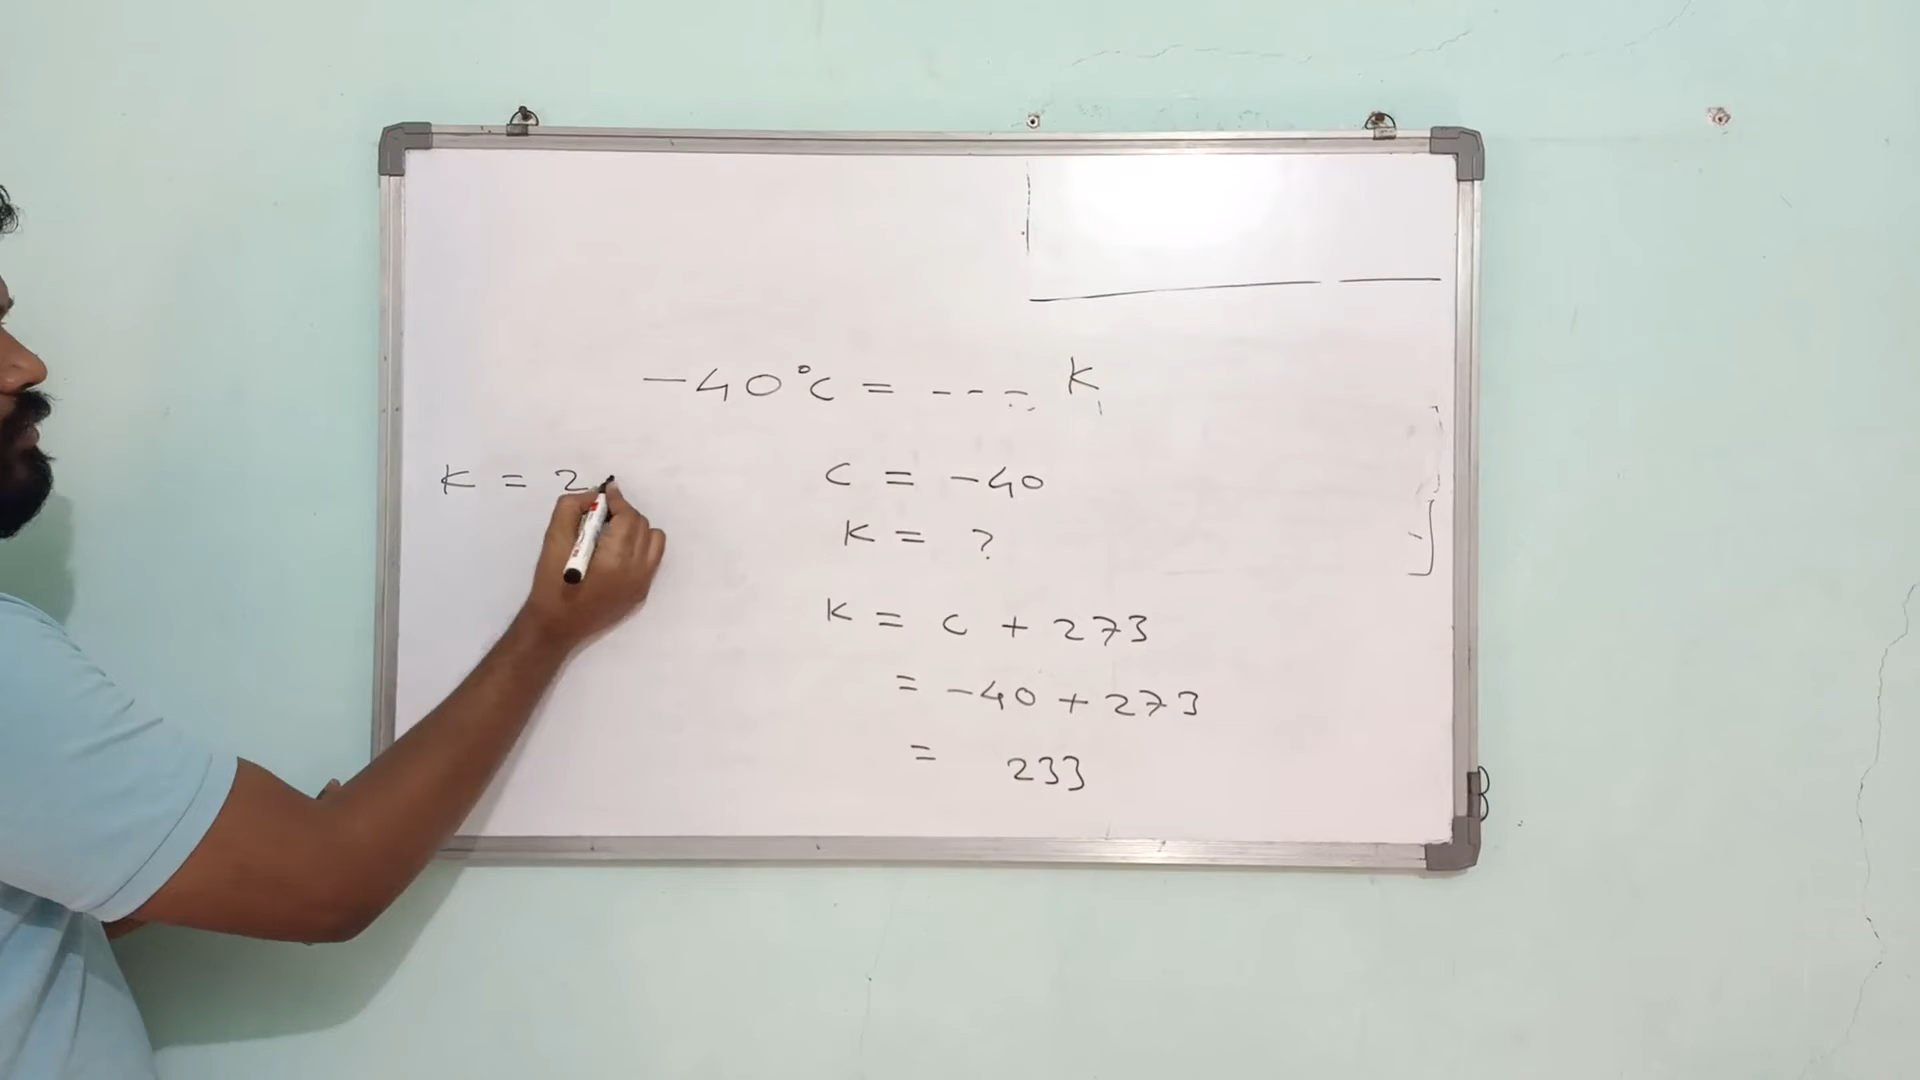 -40°C = ---- K
K = 2
C = -40
K = ?
K = C + 273
= -40 + 273
= 233